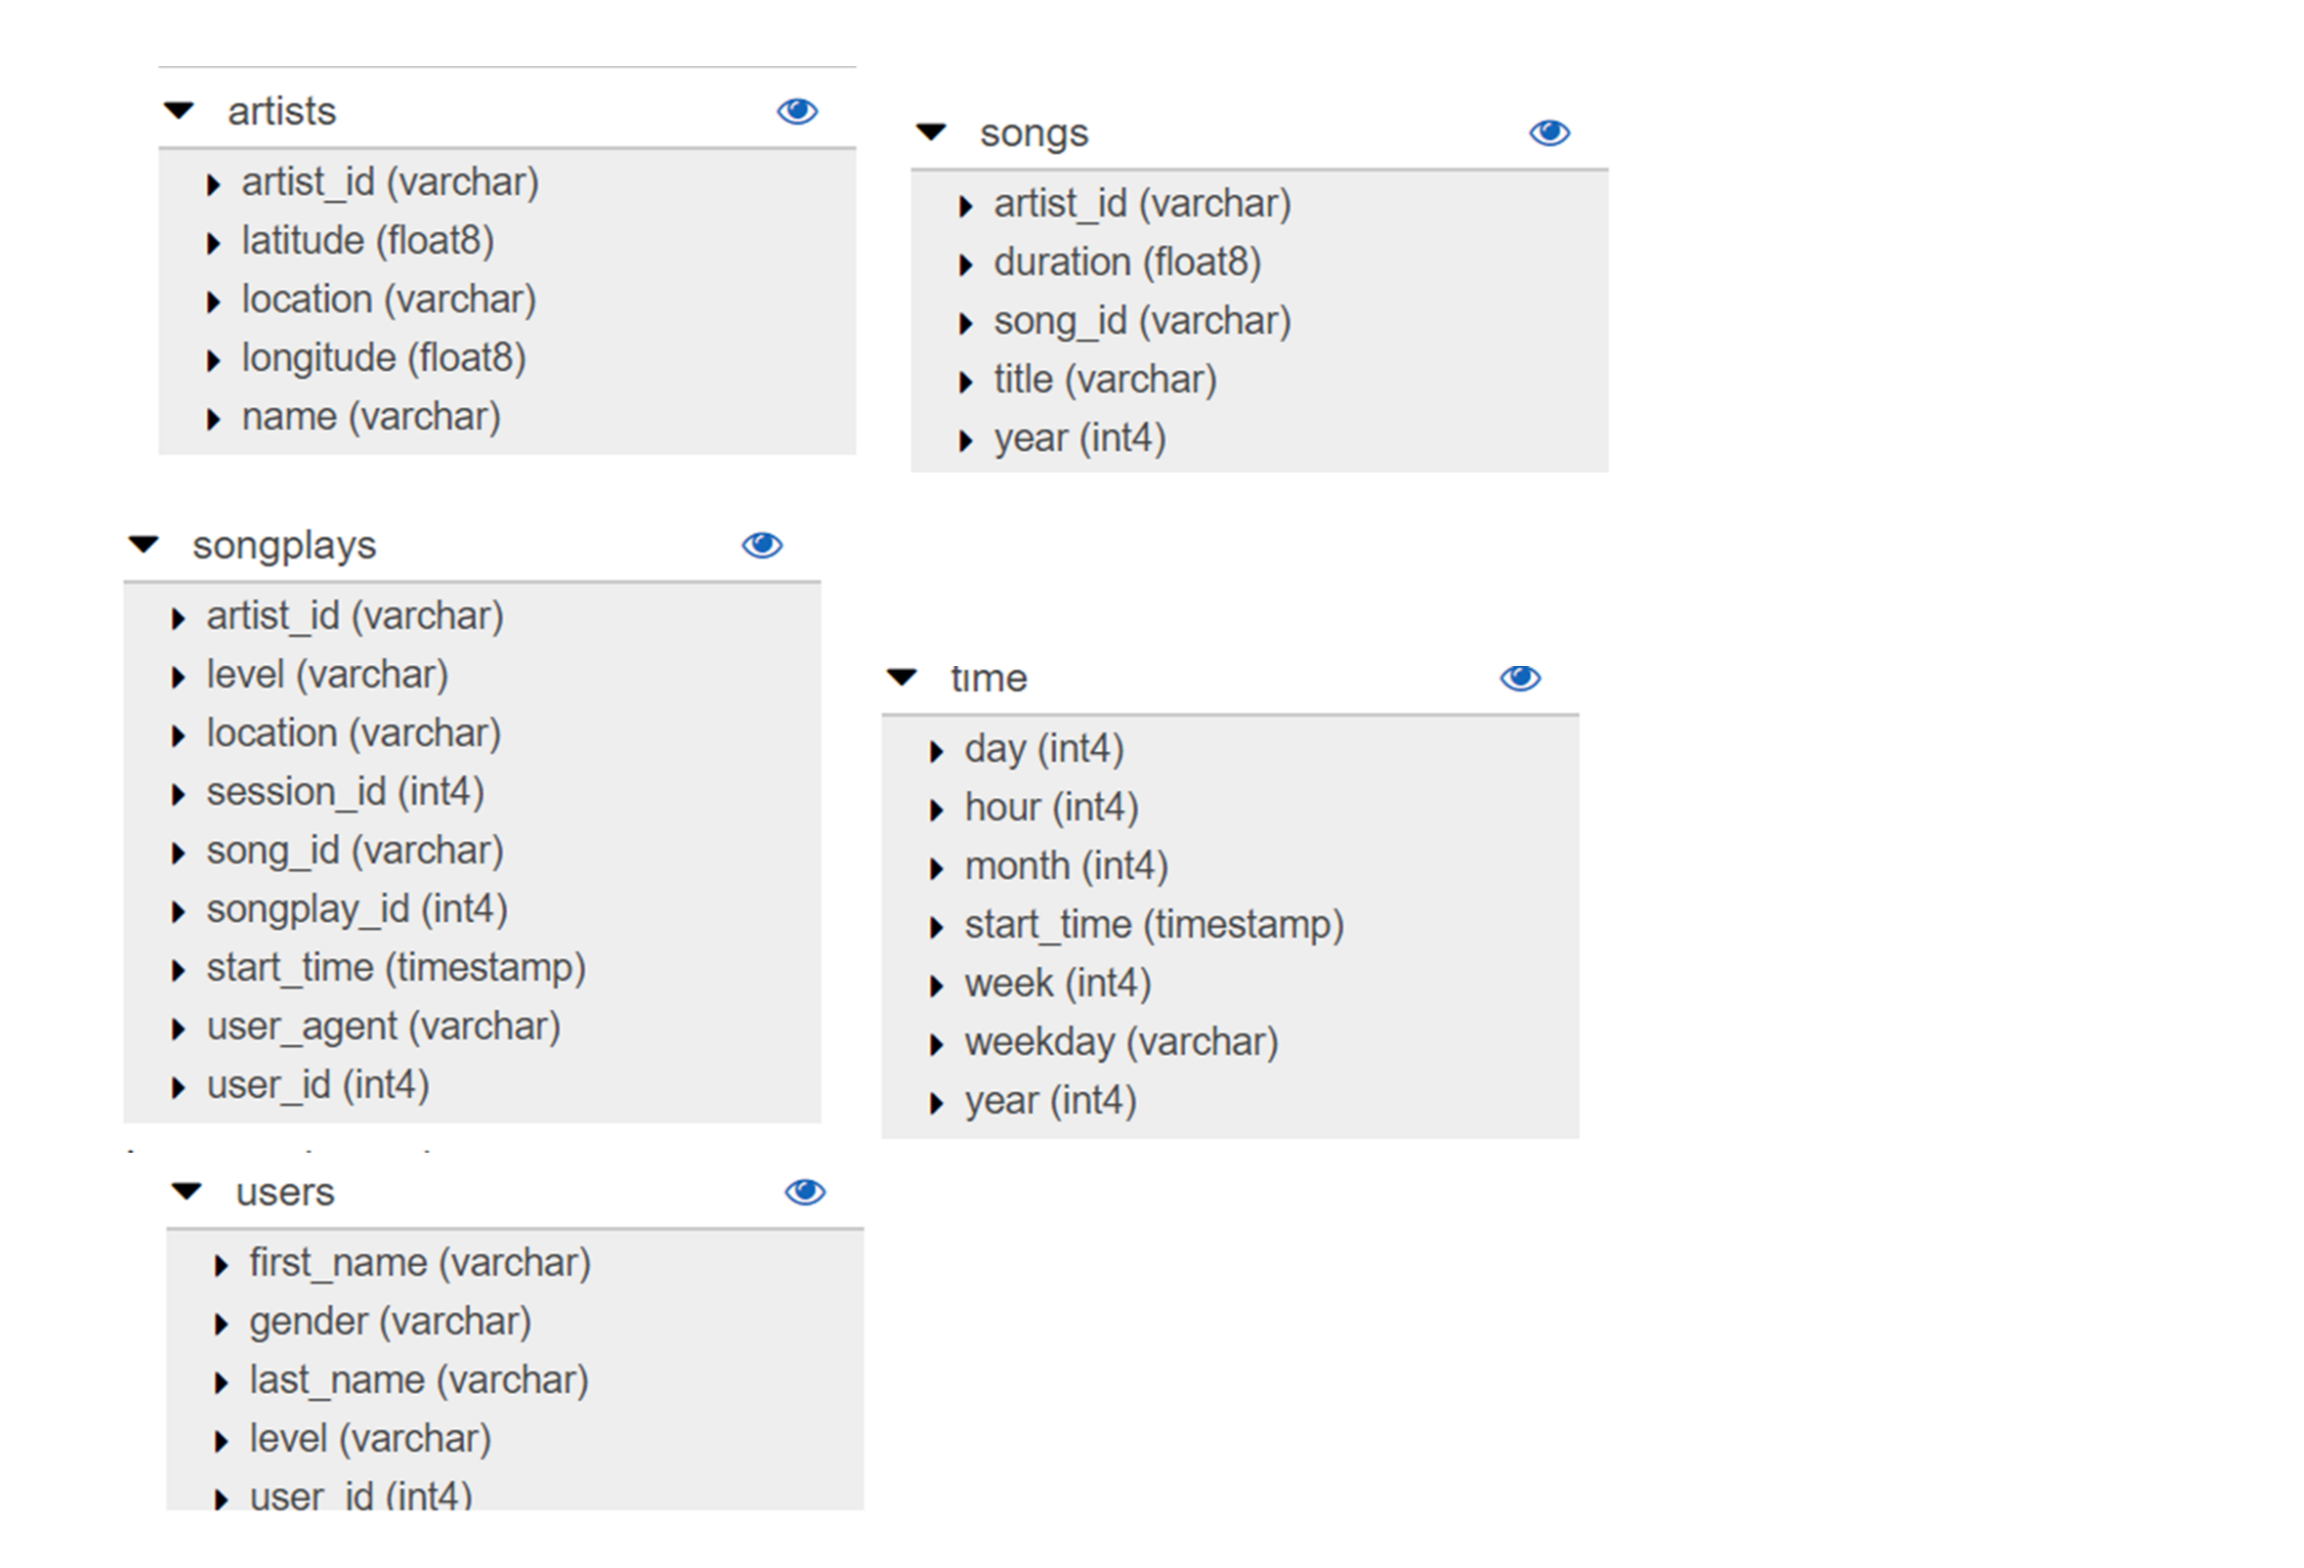 artists
artist_id (varchar)
latitude (float8)
location (varchar)
longitude (float8)
name (varchar)
songs
artist_id (varchar)
duration (float8)
song_id (varchar)
title (varchar)
year (int4)
songplays
artist_id (varchar)
level (varchar)
location (varchar)
session_id (int4)
song_id (varchar)
songplay_id (int4)
start_time (timestamp)
user_agent (varchar)
user_id (int4)
time
day (int4)
hour (int4)
month (int4)
start_time (timestamp)
week (int4)
weekday (varchar)
year (int4)
users
first_name (varchar)
gender (varchar)
last_name (varchar)
level (varchar)
user_id (int4)